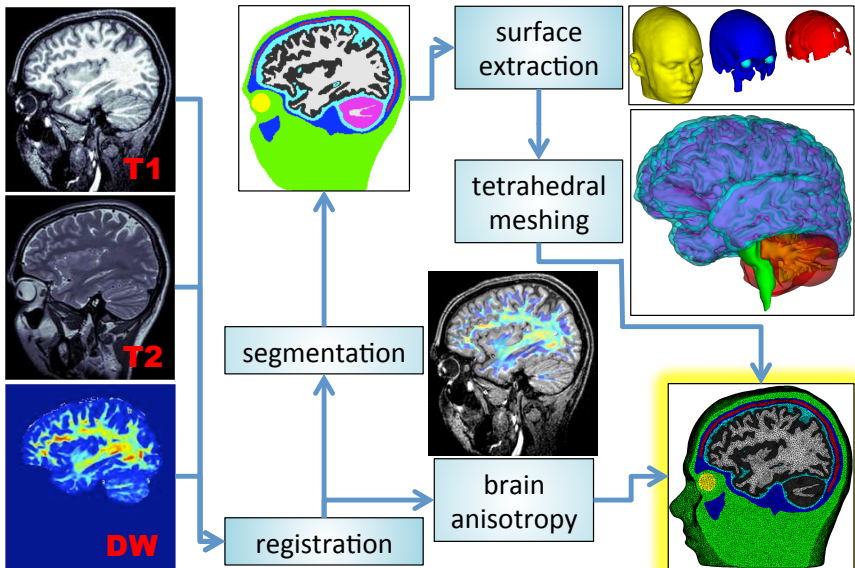 T1
T2
DW
surface
extraction
tetrahedral
meshing
segmentation
registration
brain
anisotropy